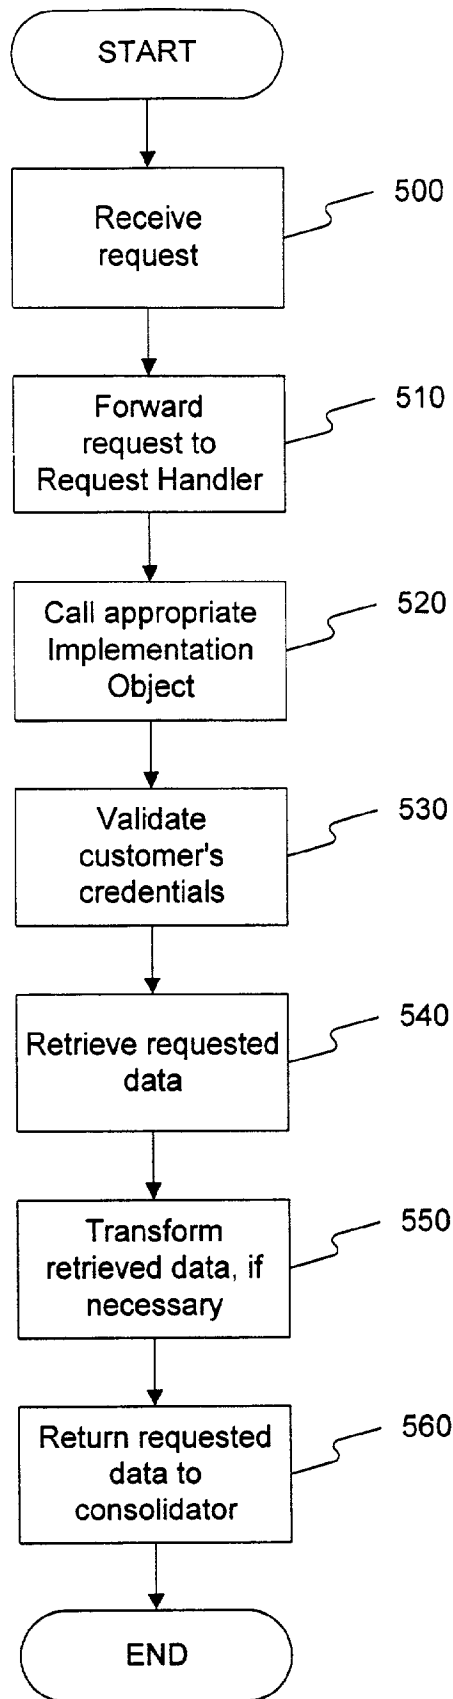 START
Receive
request
500
Forward
request to
Request Handler
510
Call appropriate
Implementation
Object
520
Validate
customer's
credentials
530
Retrieve requested
data
540
Transform
retrieved data, if
necessary
550
Return requested
data to
consolidator
560
END